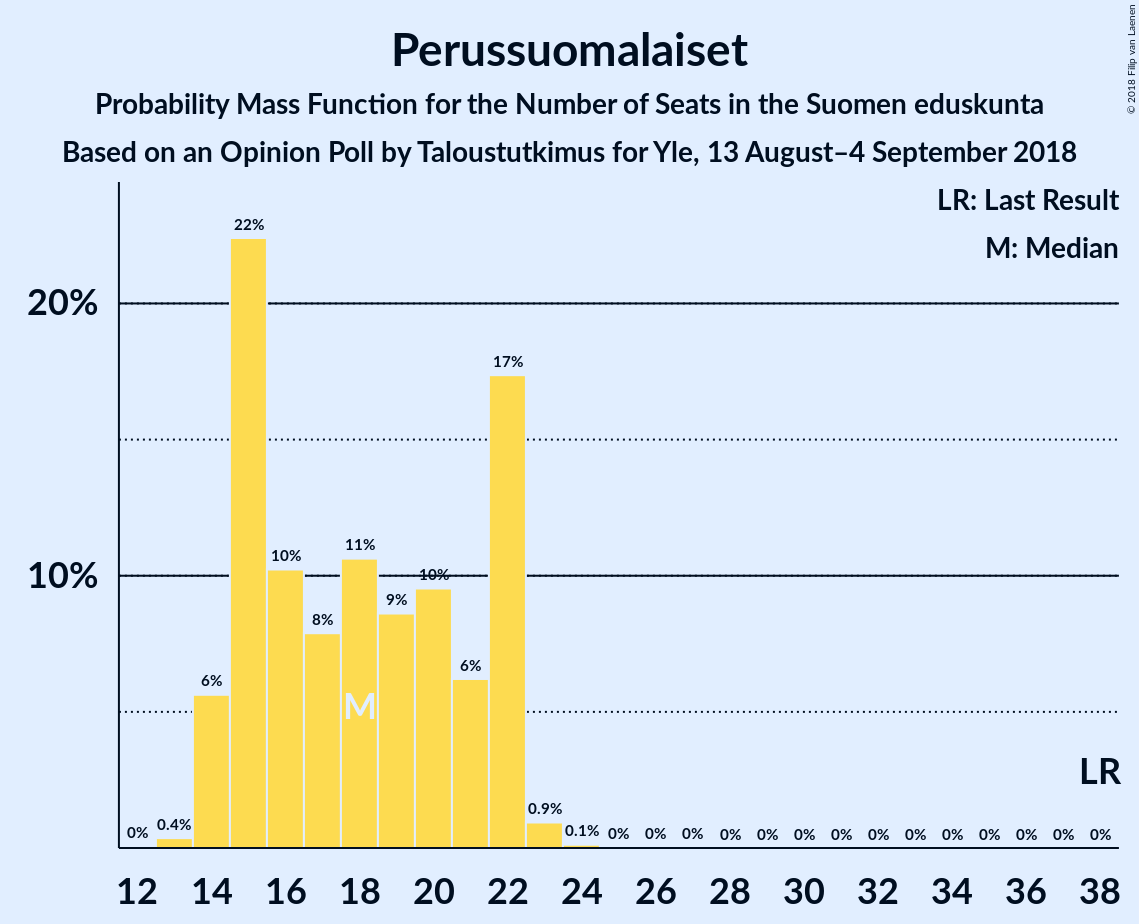 Perussuomalaiset
Probability Mass Function for the Number of Seats in the Suomen eduskunta
Based on an Opinion Poll by Taloustutkimus for Yle, 13 August–4 September 2018
© 2018 Filip van Laenen
LR: Last Result
M: Median
20%
10%
0% 0.4% 6% 22% 10% 8% 11% 9% 10% 6% 17% 0.9% 0.1% 0% 0% 0% 0% 0% 0% 0% 0% 0% 0% 0% 0% 0% 0%
M
LR
12 14 16 18 20 22 24 26 28 30 32 34 36 38